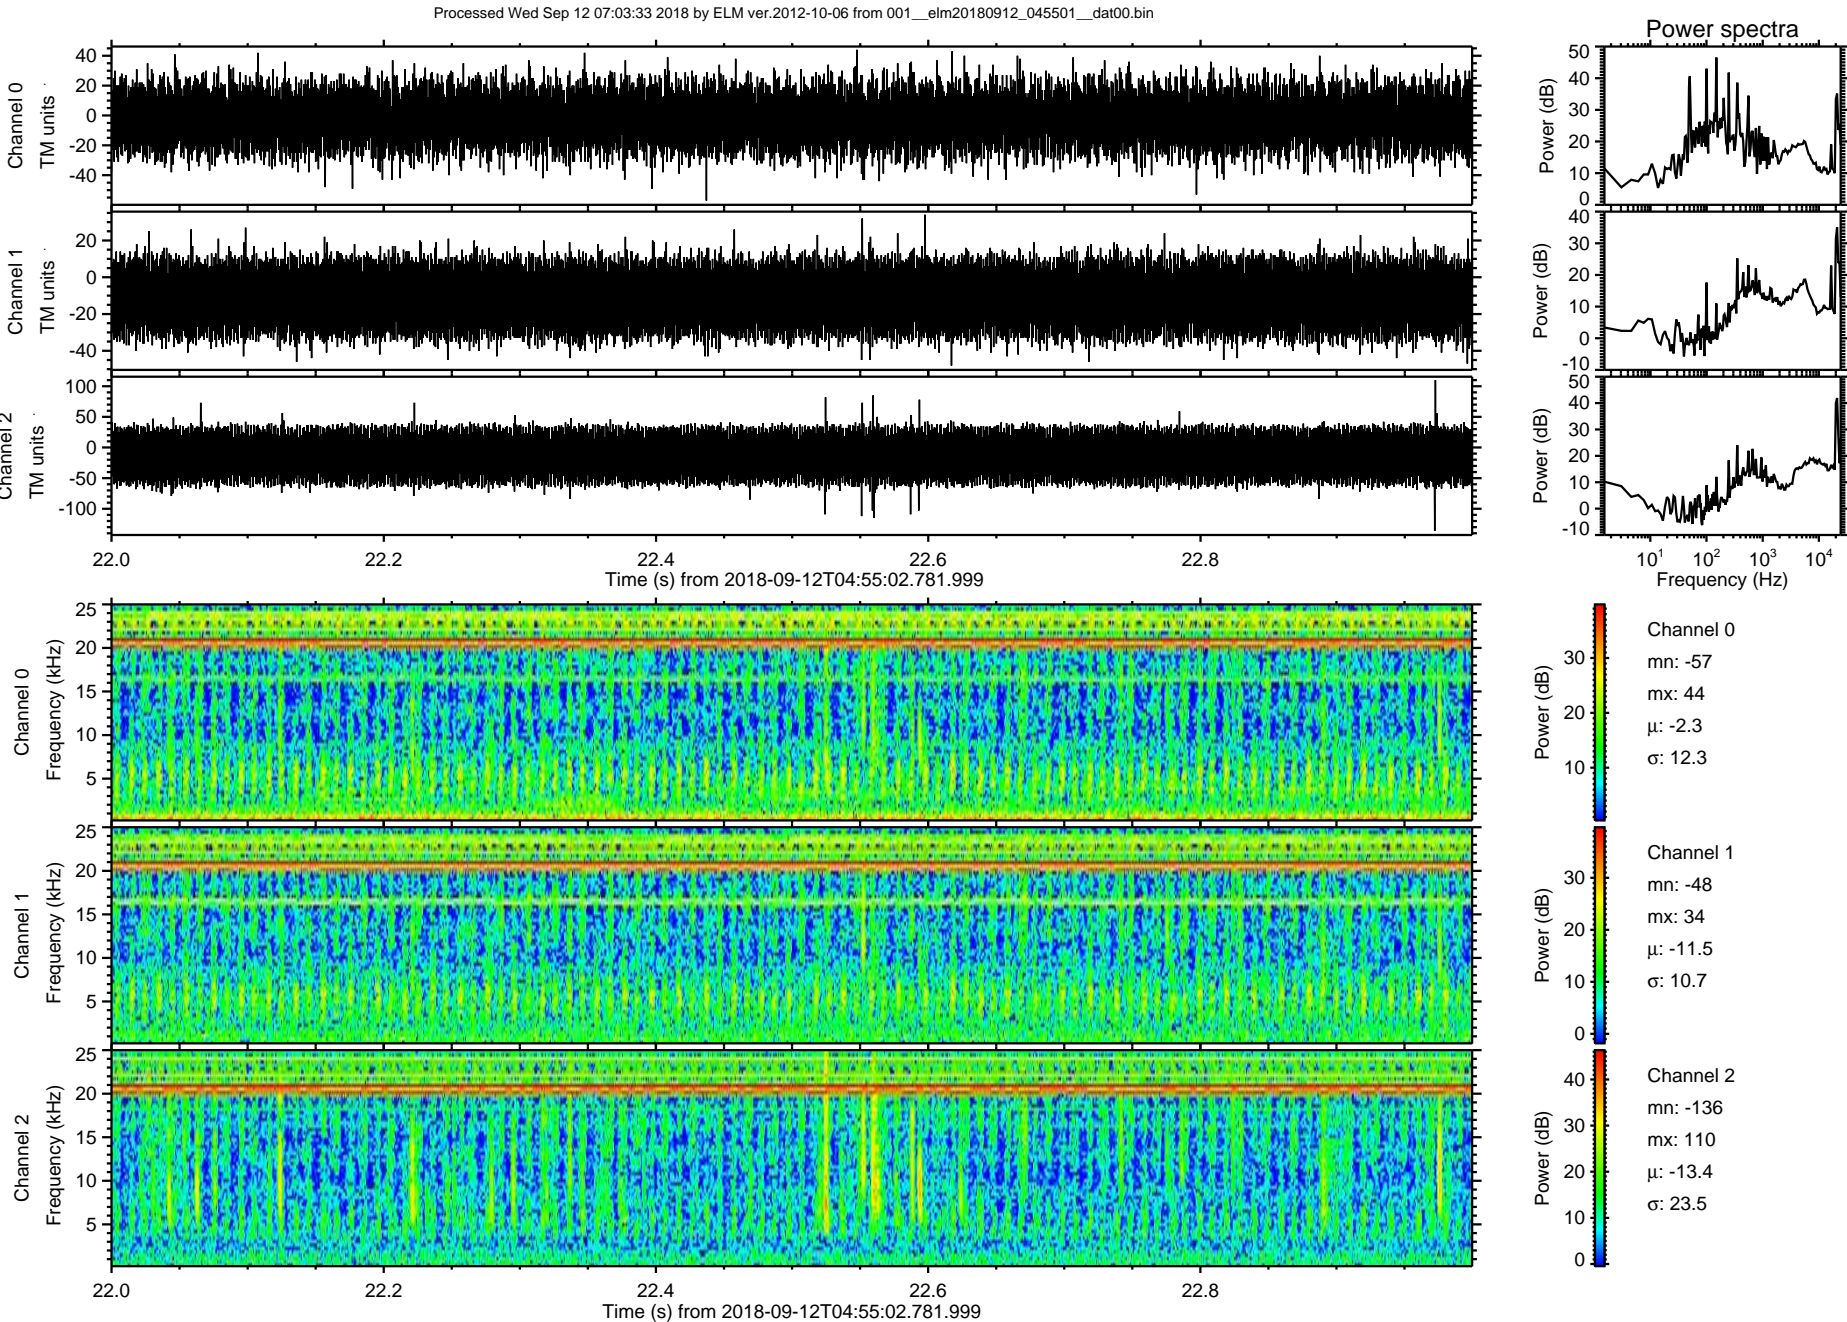 Processed Wed Sep 12 07:03:33 2018 by ELM ver.2012-10-06 from 001__elm20180912_045501__dat00.bin
Power spectra
Channel 0
TM units
40
20
0
-20
-40
Power (dB)
50
40
30
20
10
0
Channel 1
TM units
20
0
-20
-40
Power (dB)
40
30
20
10
0
-10
Channel 2
TM units
100
50
0
-50
-100
Power (dB)
50
40
30
20
10
0
-10
22.0 22.2 22.4 22.6 22.8
Time (s) from 2018-09-12T04:55:02.781.999
10¹ 10² 10³ 10⁴
Frequency (Hz)
Channel 0
Frequency (kHz)
25
20
15
10
5
Power (dB)
30
20
10
Channel 0
mn: -57
mx: 44
μ: -2.3
σ: 12.3
Channel 1
Frequency (kHz)
25
20
15
10
5
Power (dB)
30
20
10
0
Channel 1
mn: -48
mx: 34
μ: -11.5
σ: 10.7
Channel 2
Frequency (kHz)
25
20
15
10
5
Power (dB)
40
30
20
10
0
Channel 2
mn: -136
mx: 110
μ: -13.4
σ: 23.5
22.0 22.2 22.4 22.6 22.8
Time (s) from 2018-09-12T04:55:02.781.999